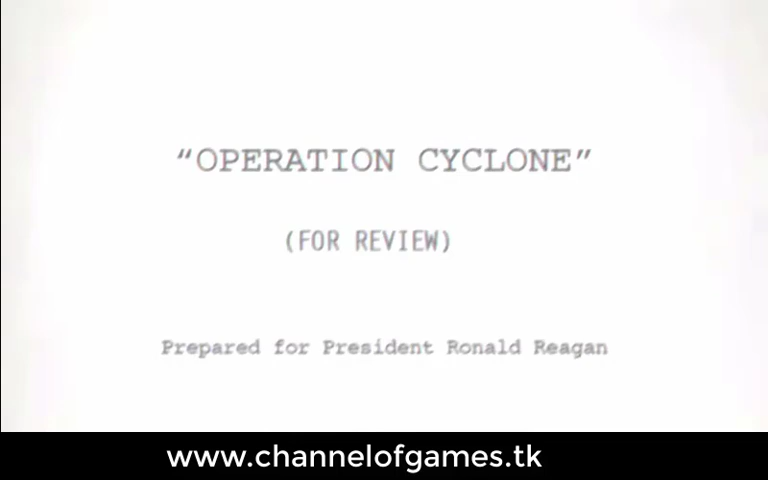 “OPERATION CYCLONE”
(FOR REVIEW)
Prepared for President Ronald Reagan
www.channelofgames.tk